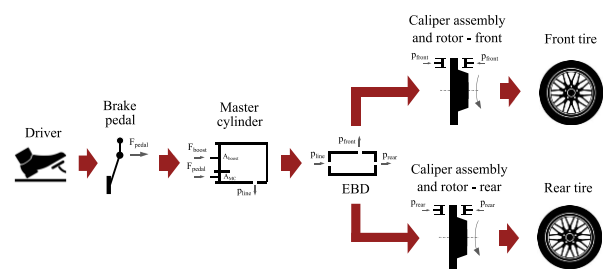 Driver
Brake
pedal
F_pedal
Master
cylinder
F_boost
A_boost
F_pedal
A_MC
p_line
p_line
p_front
p_rear
EBD
Caliper assembly
and rotor - front
p_front
p_front
Front tire
Caliper assembly
and rotor - rear
p_rear
p_rear
Rear tire